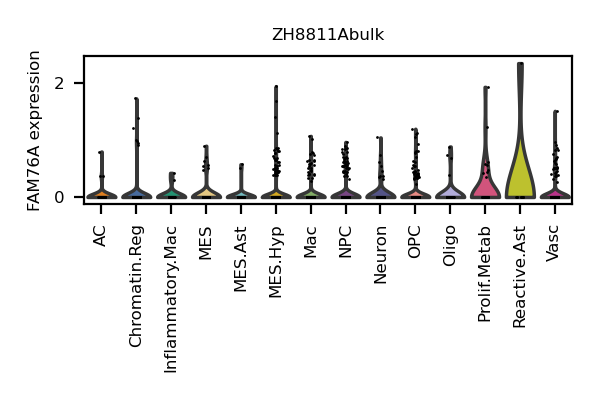 ZH8811Abulk
FAM76A expression
2
0
AC
Chromatin.Reg
Inflammatory.Mac
MES
MES.Ast
MES.Hyp
Mac
NPC
Neuron
OPC
Oligo
Prolif.Metab
Reactive.Ast
Vasc